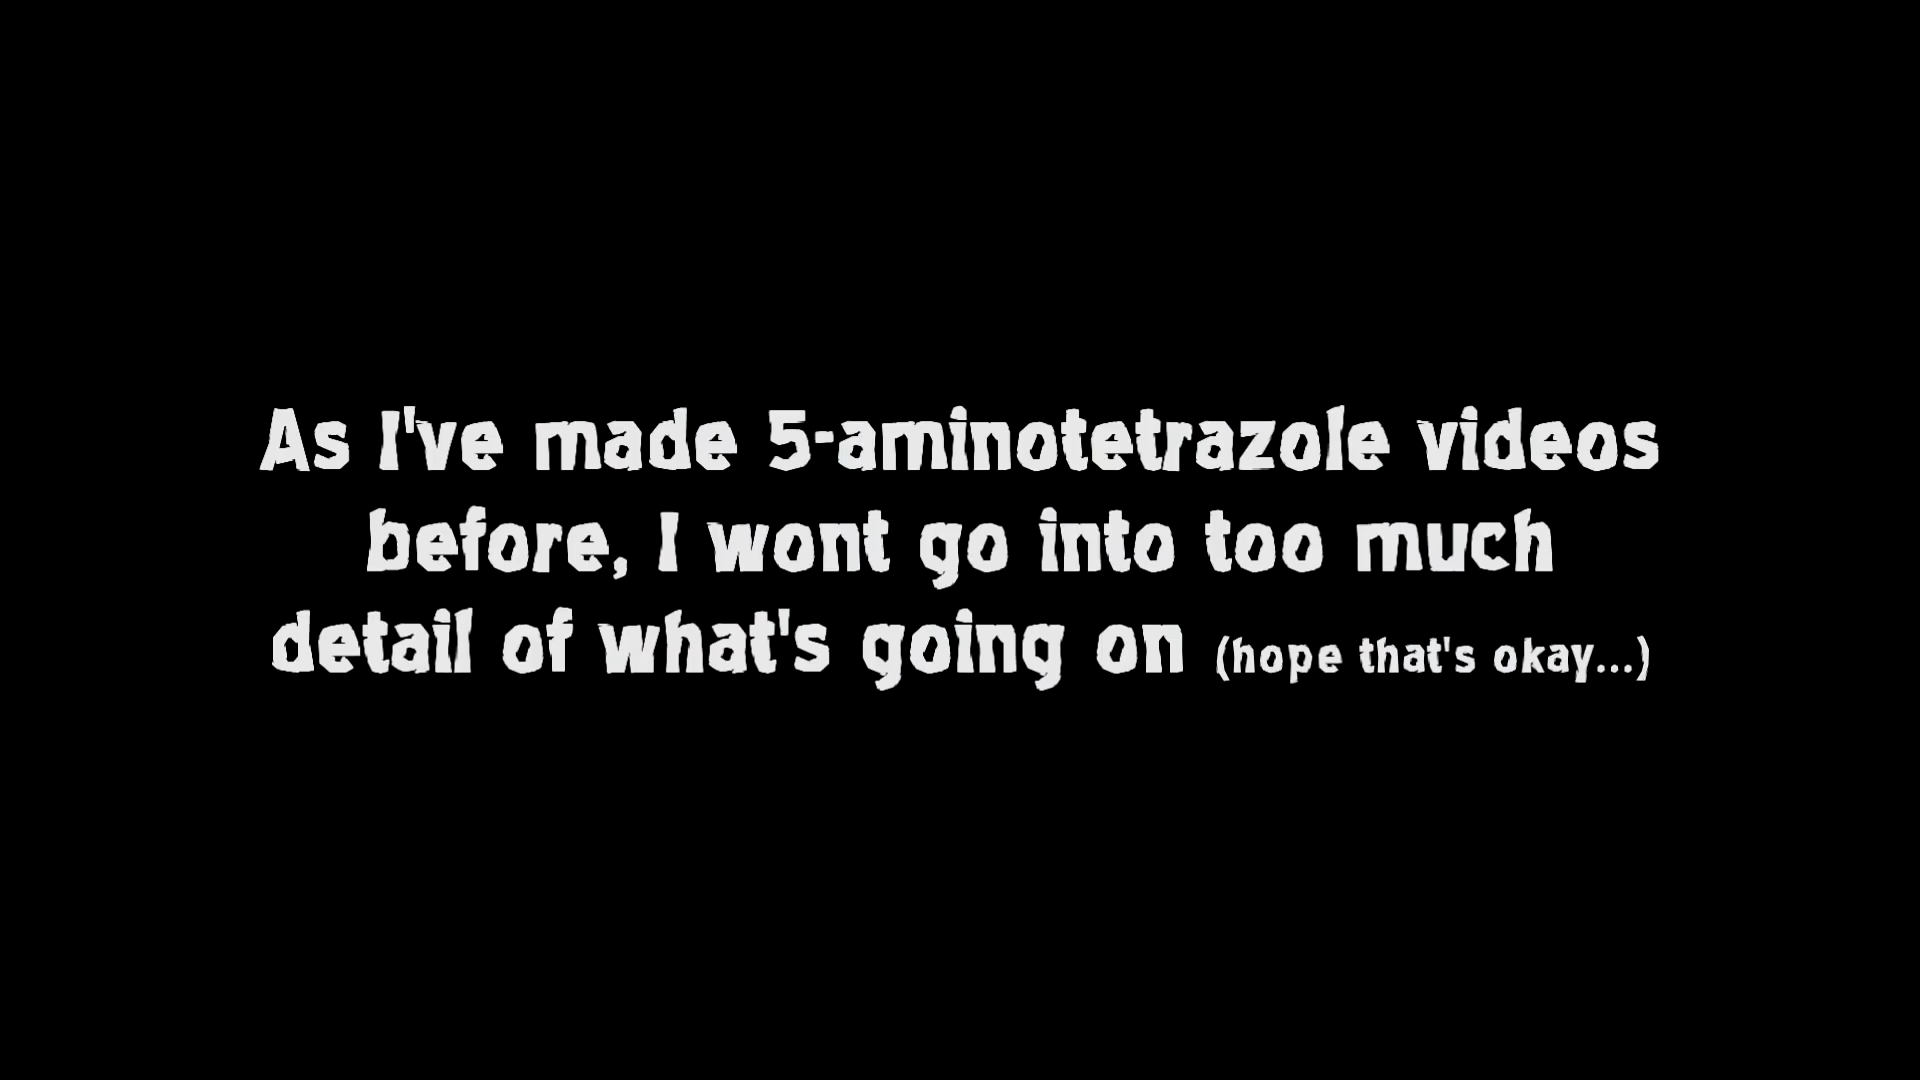 As I've made 5-aminotetrazole videos
before, I wont go into too much
detail of what's going on (hope that's okay...)